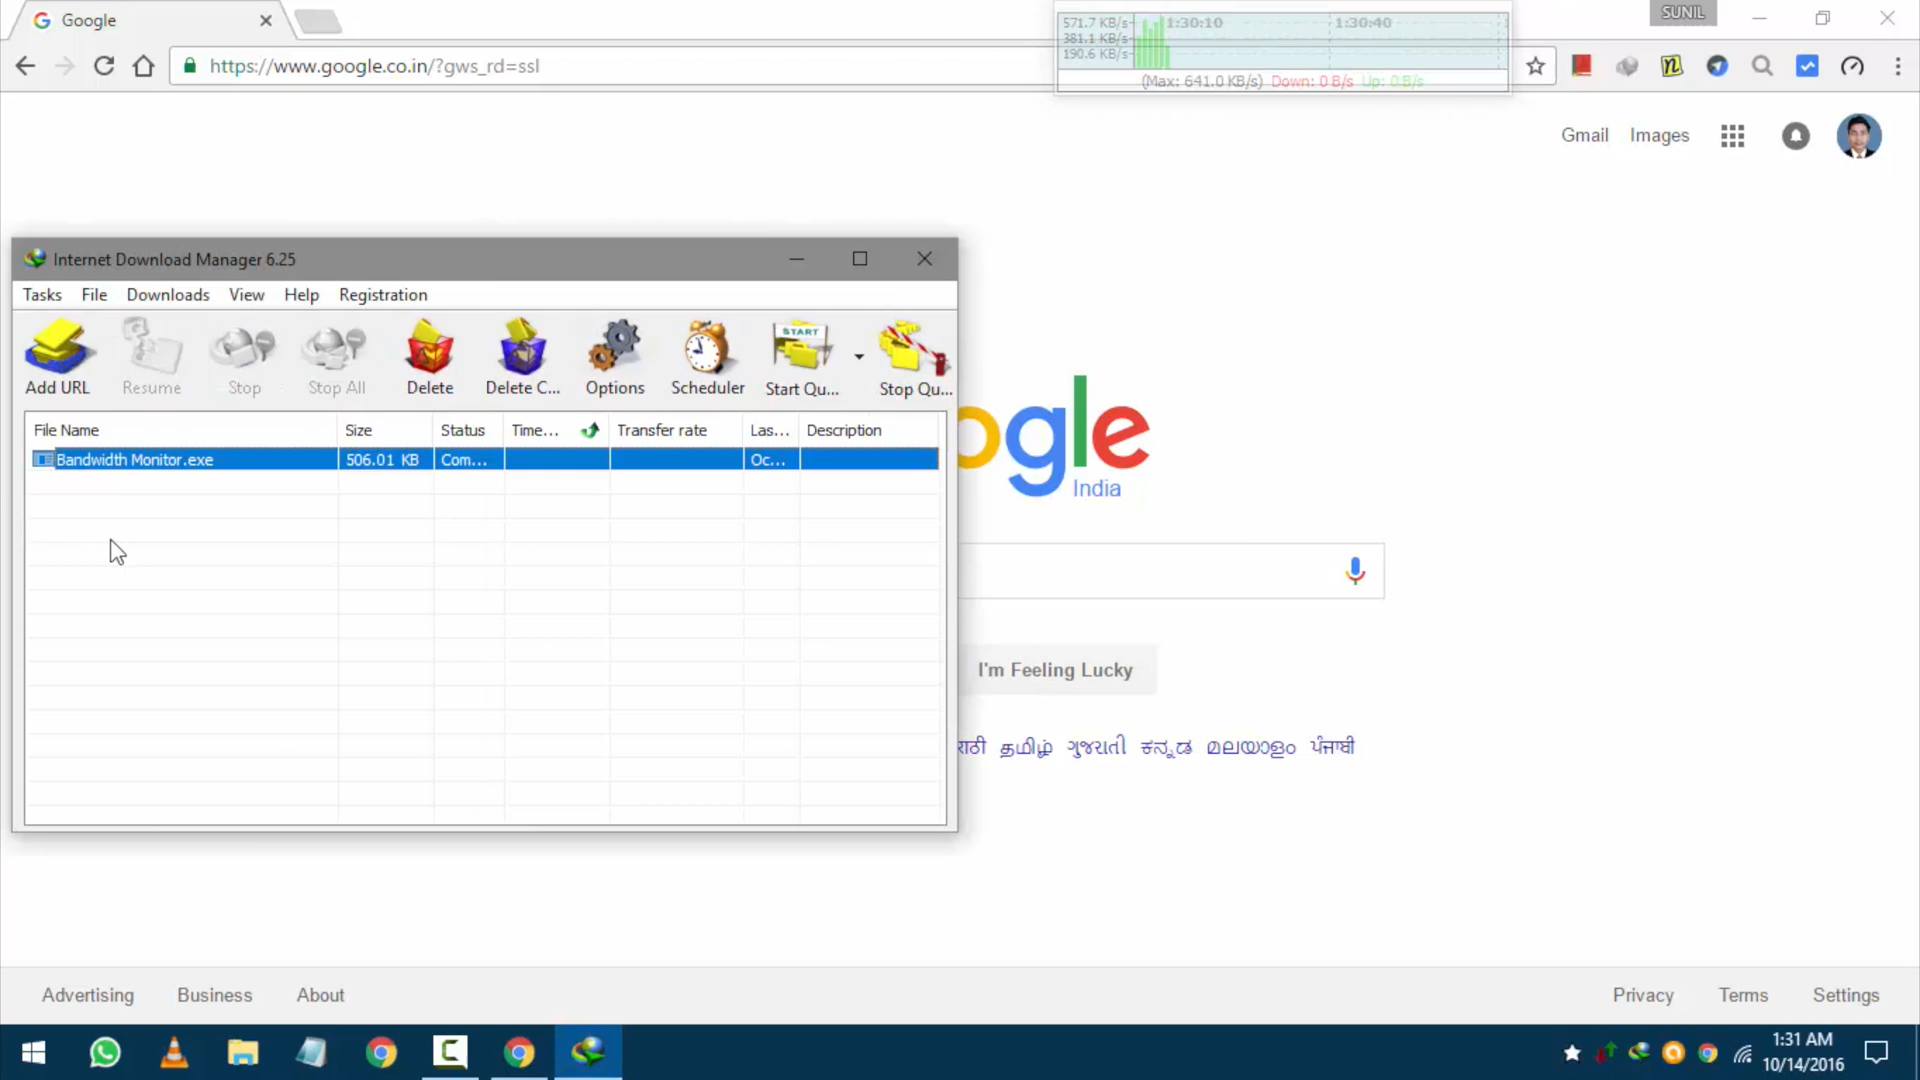 Google
SUNIL
https://www.google.co.in/?gws_rd=ssl
571.7 KB/s
381.1 KB/s
190.6 KB/s
1:30:10
1:30:40
(Max: 641.0 KB/s) Down: 0 B/s Up: 0 B/s
Gmail Images
Internet Download Manager 6.25
Tasks File Downloads View Help Registration
Add URL Resume Stop Stop All Delete Delete C... Options Scheduler START Start Qu... Stop Qu...
File Name Size Status Time... Transfer rate Las... Description
Bandwidth Monitor.exe 506.01 KB Com... Oc...
ogle
India
I'm Feeling Lucky
राठी தமிழ் ગુજરાતી ಕನ್ನಡ മലയാളം ਪੰਜਾਬੀ
Advertising Business About Privacy Terms Settings
1:31 AM
10/14/2016